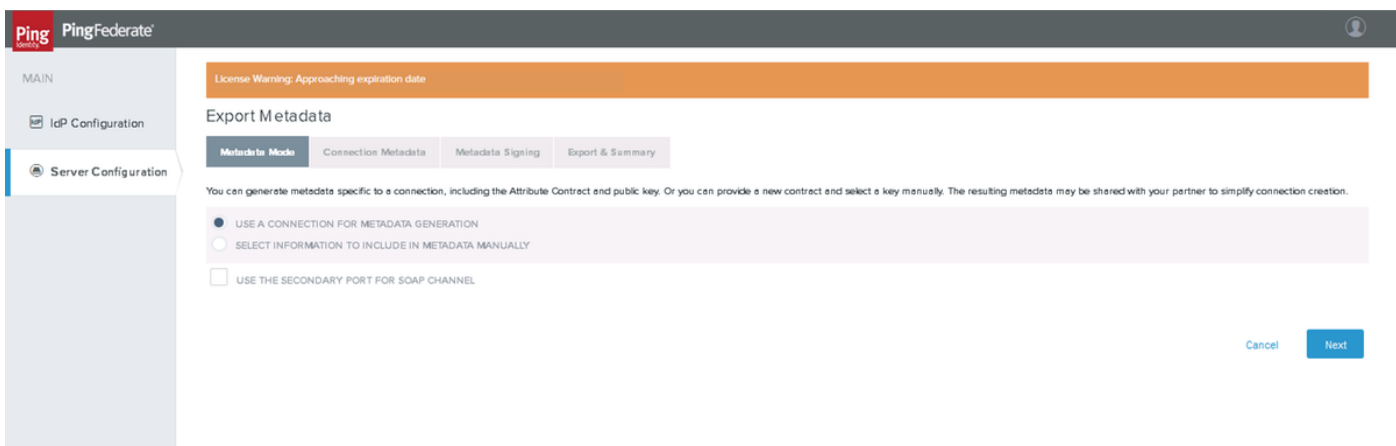 Ping
Identity.
PingFederate®
MAIN
IdP Configuration
Server Configuration
License Warning: Approaching expiration date
Export Metadata
Metadata Mode Connection Metadata Metadata Signing Export & Summary
You can generate metadata specific to a connection, including the Attribute Contract and public key. Or you can provide a new contract and select a key manually. The resulting metadata may be shared with your partner to simplify connection creation.
USE A CONNECTION FOR METADATA GENERATION
SELECT INFORMATION TO INCLUDE IN METADATA MANUALLY
USE THE SECONDARY PORT FOR SOAP CHANNEL
Cancel Next